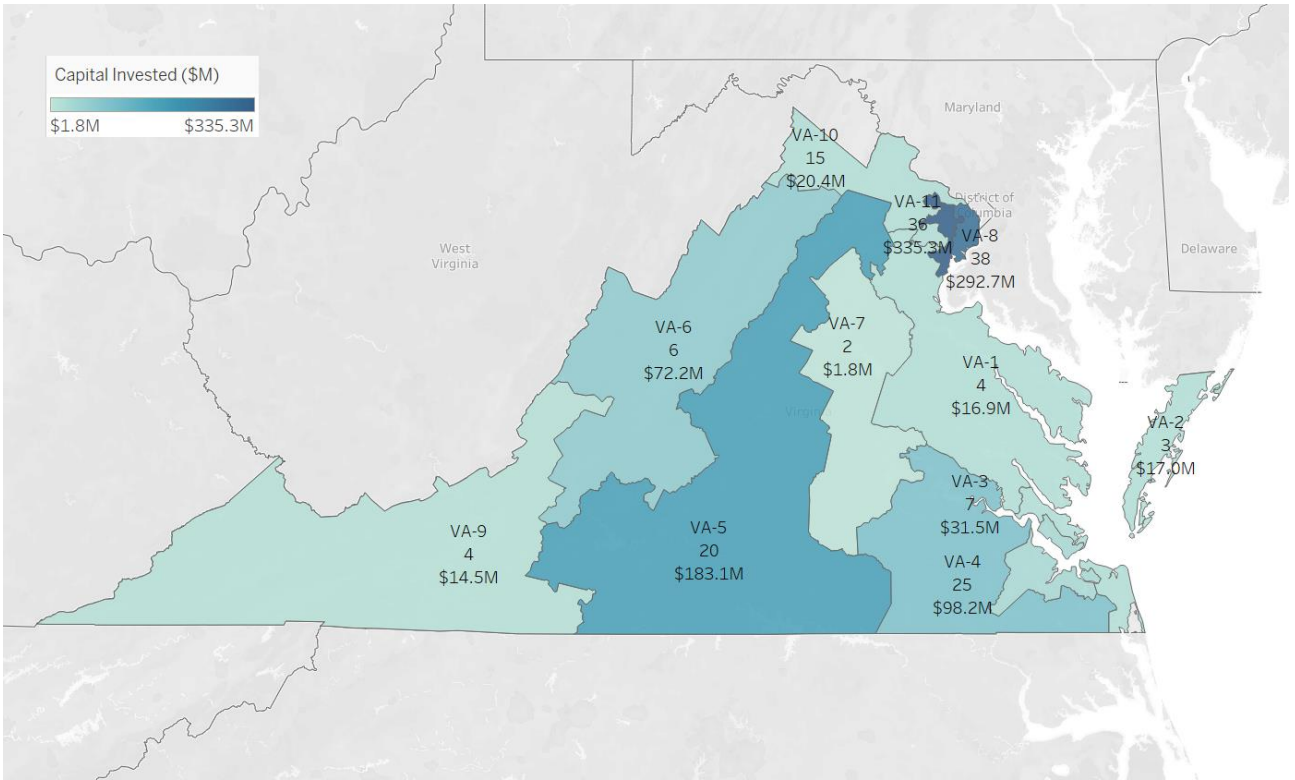 Capital Invested ($M)
$1.8M $335.3M
Maryland
VA-10
15
$20.4M
District of
Columbia
VA-11
36
$335.3M
VA-8
38
$292.7M
West
Virginia
Delaware
VA-6
6
$72.2M
VA-7
2
$1.8M
VA-1
4
$16.9M
Virginia
VA-2
3
$17.0M
VA-3
7
$31.5M
VA-9
4
$14.5M
VA-5
20
$183.1M
VA-4
25
$98.2M